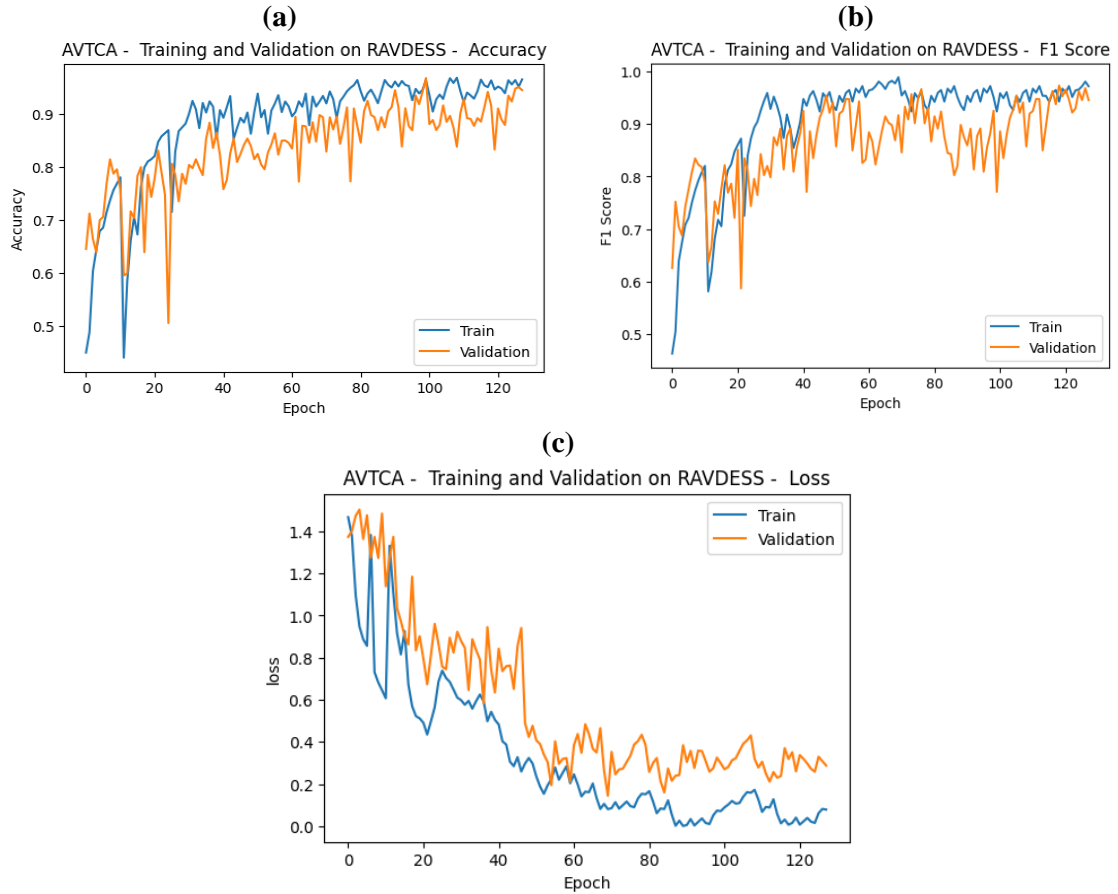 (a)
AVTCA - Training and Validation on RAVDESS - Accuracy
Accuracy
0.9
0.8
0.7
0.6
0.5
Train
Validation
0 20 40 60 80 100 120
Epoch
(b)
AVTCA - Training and Validation on RAVDESS - F1 Score
F1 Score
1.0
0.9
0.8
0.7
0.6
0.5
Train
Validation
0 20 40 60 80 100 120
Epoch
(c)
AVTCA - Training and Validation on RAVDESS - Loss
loss
1.4
1.2
1.0
0.8
0.6
0.4
0.2
0.0
Train
Validation
0 20 40 60 80 100 120
Epoch